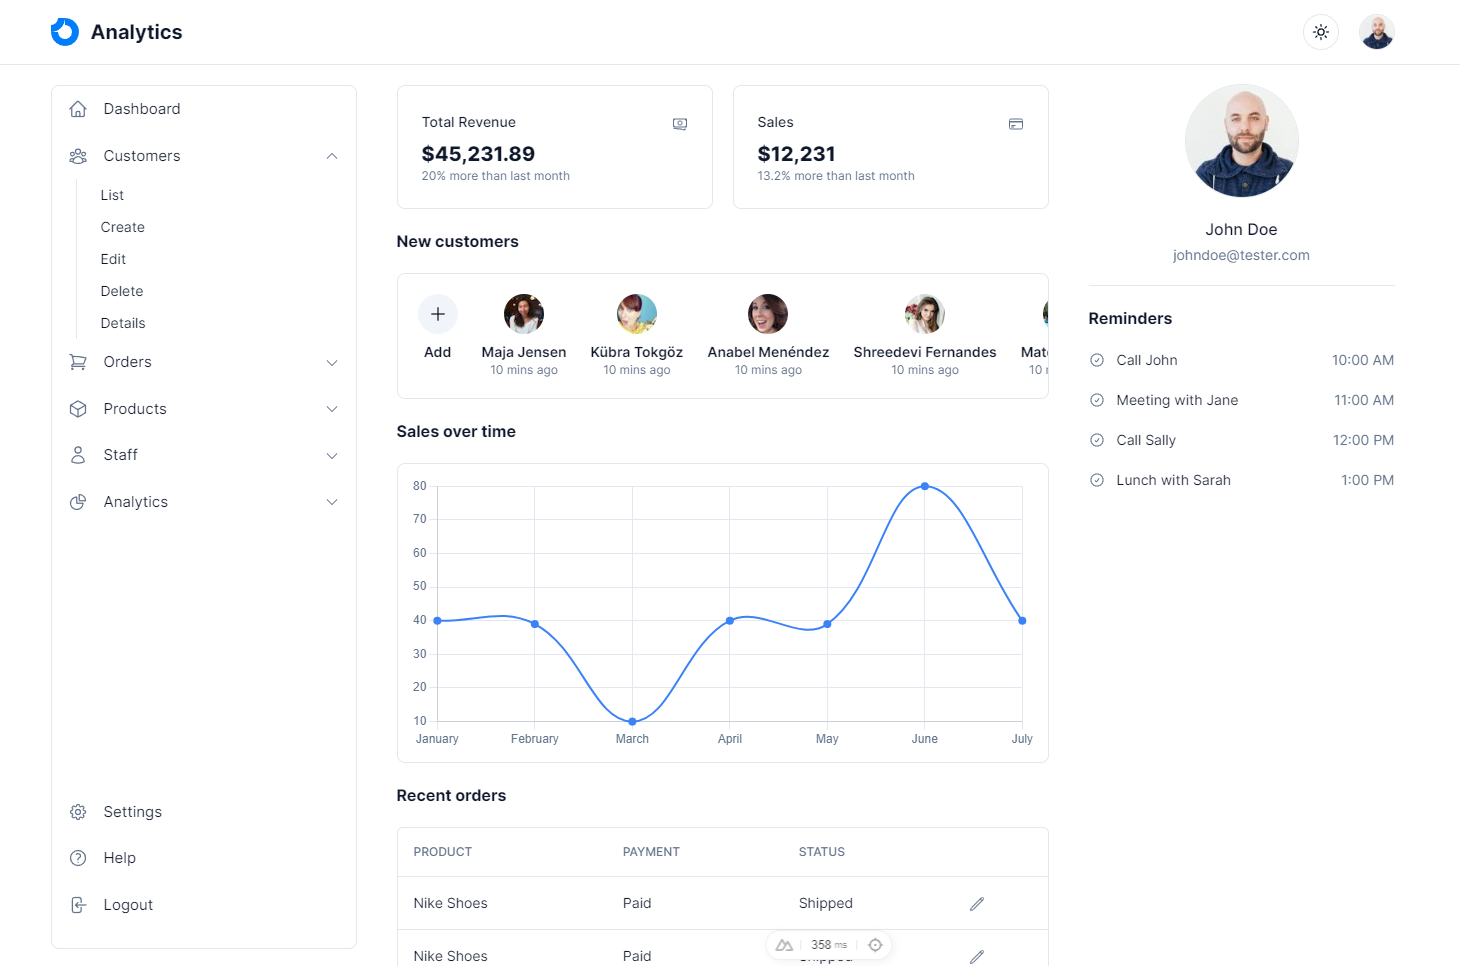 Analytics
Dashboard
Customers
List
Create
Edit
Delete
Details
Orders
Products
Staff
Analytics
Settings
Help
Logout
Total Revenue
$45,231.89
20% more than last month
Sales
$12,231
13.2% more than last month
New customers
Add
Maja Jensen
10 mins ago
Kübra Tokgöz
10 mins ago
Anabel Menéndez
10 mins ago
Shreedevi Fernandes
10 mins ago
Mate
10 m
Sales over time
80
70
60
50
40
30
20
10
January February March April May June July
Recent orders
PRODUCT PAYMENT STATUS
Nike Shoes Paid Shipped
Nike Shoes Paid Shipped
358 ms
John Doe
johndoe@tester.com
Reminders
Call John 10:00 AM
Meeting with Jane 11:00 AM
Call Sally 12:00 PM
Lunch with Sarah 1:00 PM